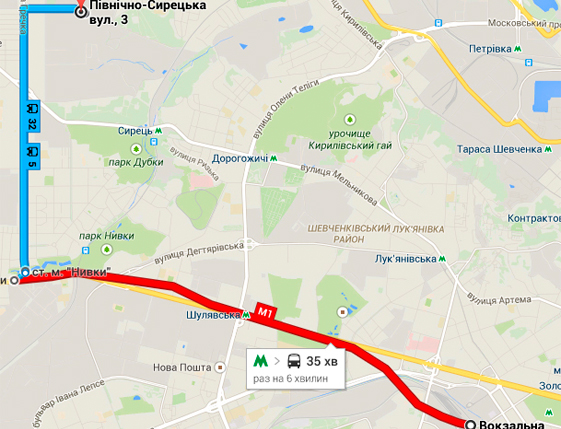 Північно-Сирецька
вул., 3
вулиця Кирилівська
Московський
Петрівка
вулиця Олени Теліги
32
5
Сирець
урочище
Кирилівський гай
парк Дубки
вулиця Ризька
Дорогожичі
Тараса Шевченка
вулиця Мельникова
парк Нивки
ШЕВЧЕНКІВСЬКИЙ
РАЙОН
ЛУК'ЯНІВКА
Контрактов
вулиця Дегтярівська
Лук'янівська
ст. м. "Нивки"
и
вулиця Артема
Шулявська
M1
35 хв
раз на 6 хвилин
Нова Пошта
бульвар Івана Лепсе
Золо
Вокзальна